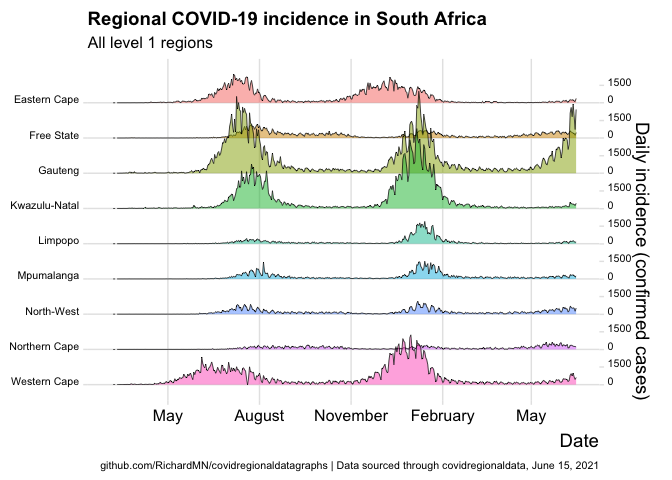 Regional COVID-19 incidence in South Africa
All level 1 regions
Eastern Cape
Free State
Gauteng
Kwazulu-Natal
Limpopo
Mpumalanga
North-West
Northern Cape
Western Cape
1500
0
1500
0
1500
0
1500
0
1500
0
1500
0
1500
0
1500
0
1500
0
Daily incidence (confirmed cases)
May August November February May
Date
github.com/RichardMN/covidregionaldatagraphs | Data sourced through covidregionaldata, June 15, 2021